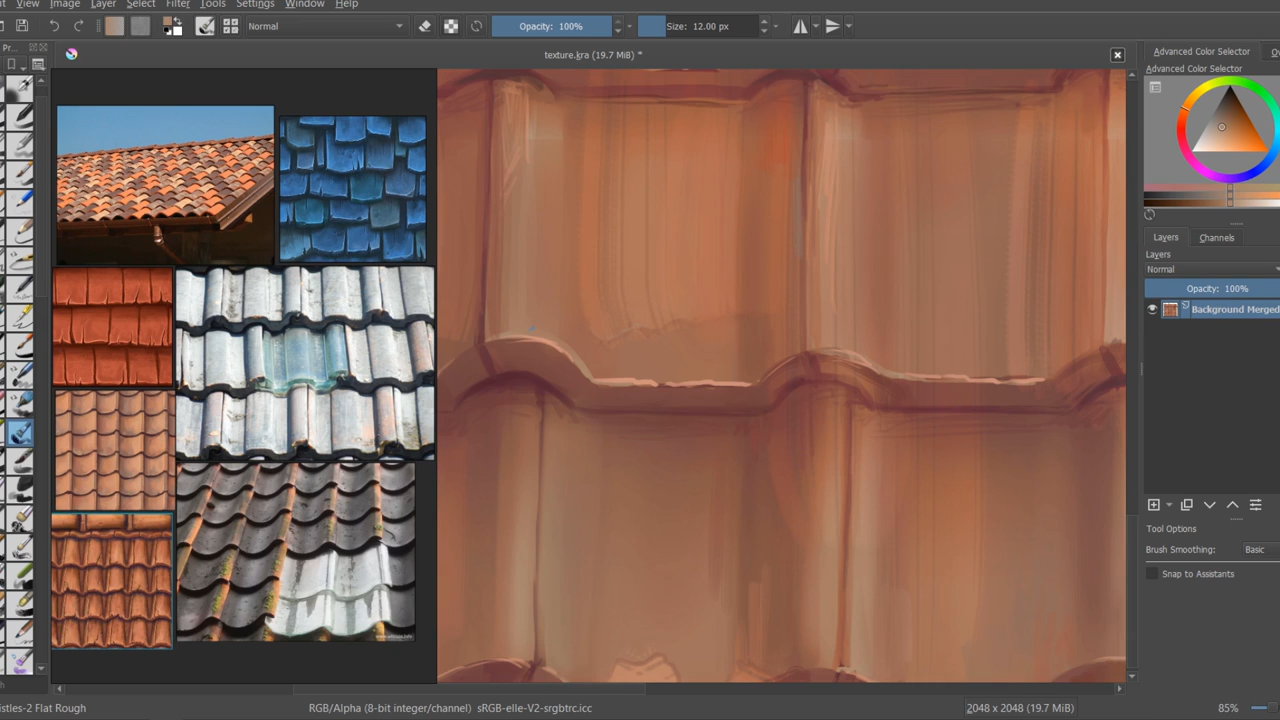 View Image Layer Select Filter Tools Settings Window Help
Normal
Opacity: 100%
Size: 12.00 px
Pr...
texture.kra (19.7 MiB) *
Advanced Color Selector
Advanced Color Selector
Layers Channels
Layers
Normal
Opacity: 100%
Background Merged
Tool Options
Brush Smoothing: Basic
Snap to Assistants
istles-2 Flat Rough
RGB/Alpha (8-bit integer/channel) sRGB-elle-V2-srgbtrc.icc
2048 x 2048 (19.7 MiB)
85%